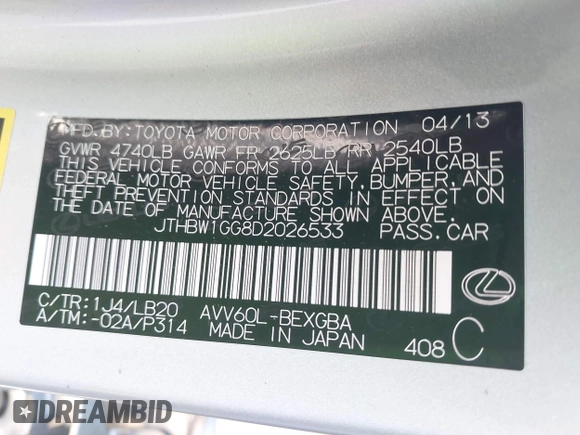 MFD.BY:TOYOTA MOTOR CORPORATION 04/13
GVWR 4740LB GAWR FR 2625LB RR 2540LB
THIS VEHICLE CONFORMS TO ALL APPLICABLE
FEDERAL MOTOR VEHICLE SAFETY, BUMPER, AND
THEFT PREVENTION STANDARDS IN EFFECT ON
THE DATE OF MANUFACTURE SHOWN ABOVE.
JTHBW1GG8D2026533 PASS.CAR
C/TR:1J4/LB20 AVV60L-BEXGBA
A/TM:-02A/P314 MADE IN JAPAN
408 C
DREAMBID